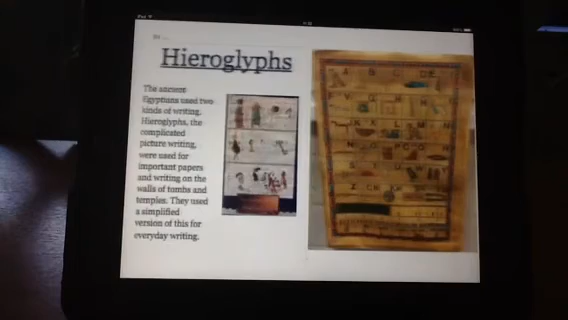 iPad
Hieroglyphs
The ancient
Egyptians used two
kinds of writing.
Hieroglyphs, the
complicated
picture writing,
were used for
important papers
and writing on the
walls of tombs and
temples. They used
a simplified
version of this for
everyday writing.